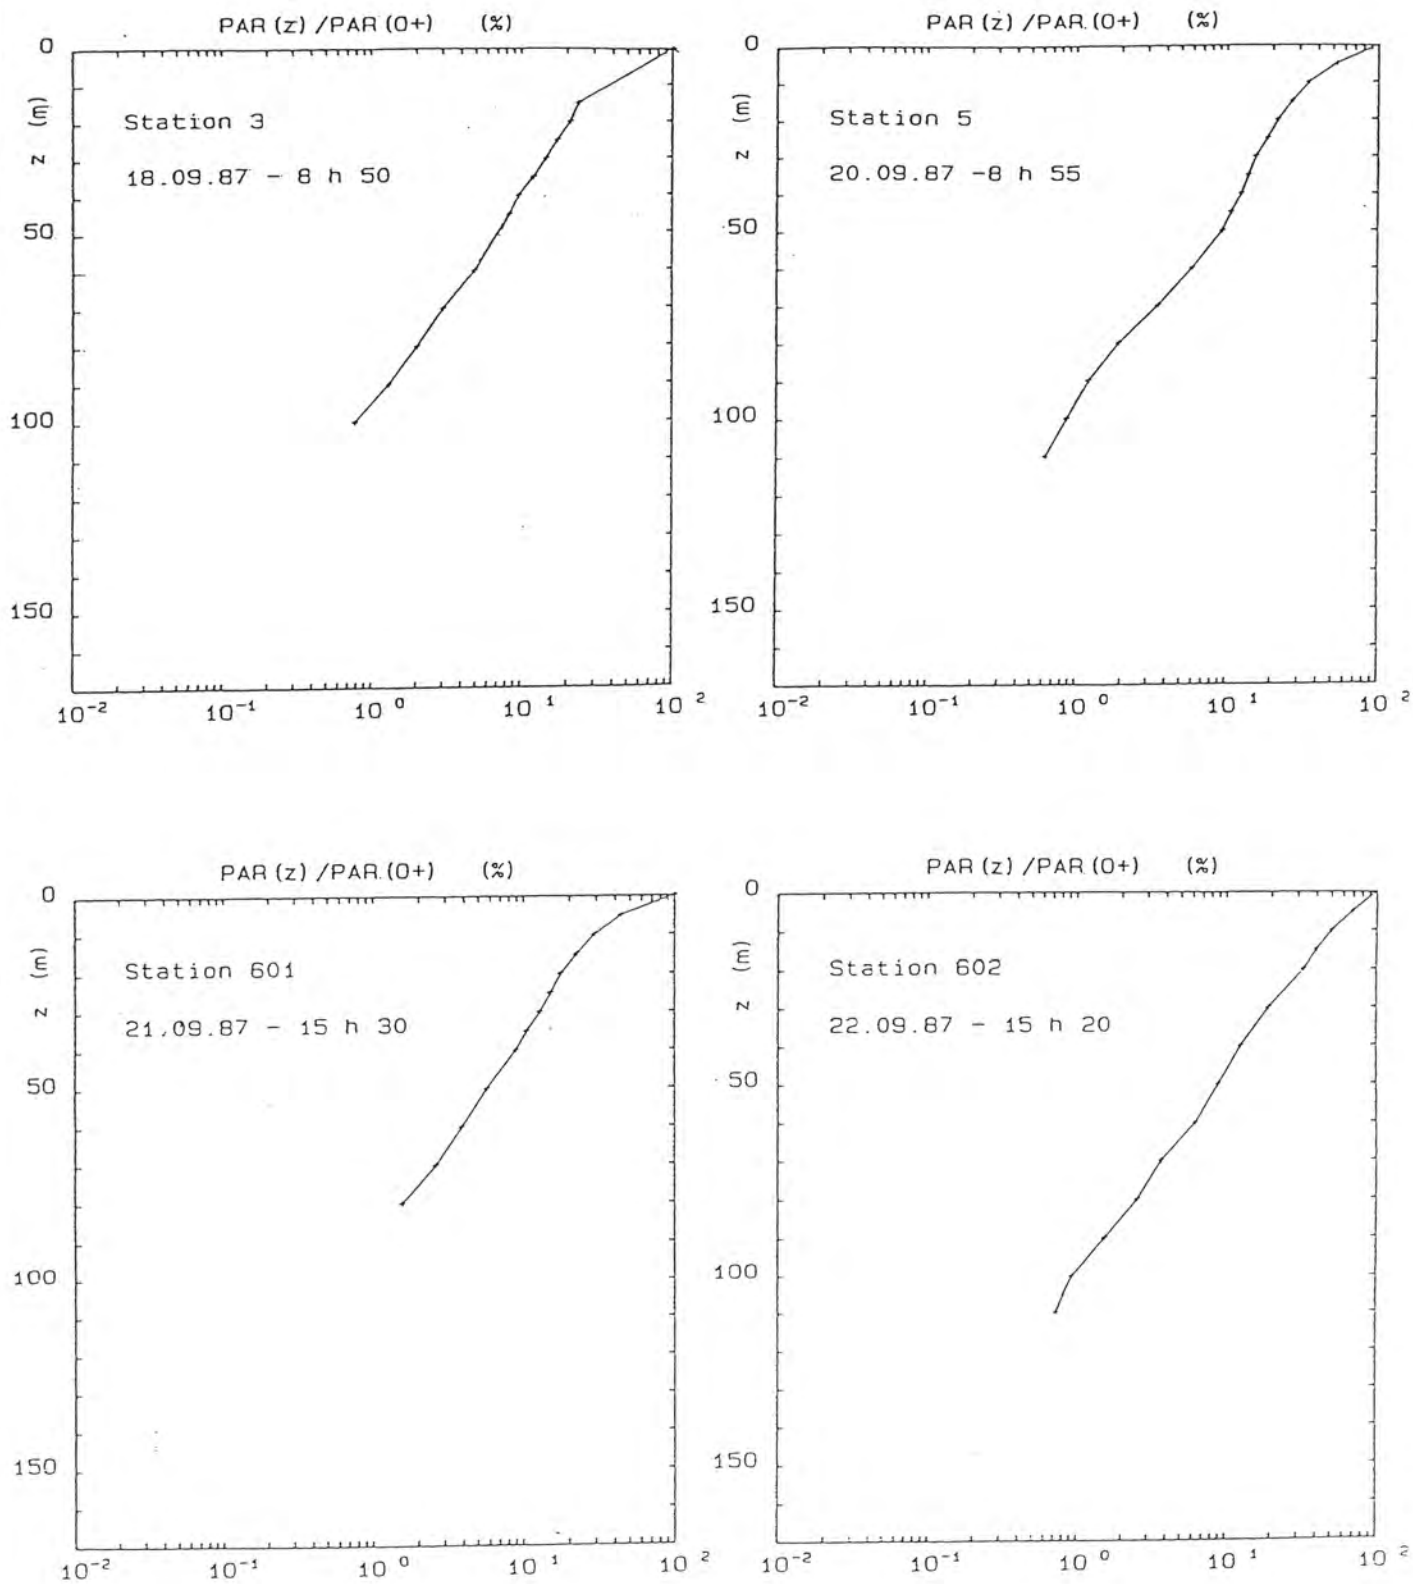 PAR (z) /PAR (0+) (%)
0
50
100
150
z (m)
Station 3
18.09.87 - 8 h 50
10⁻² 10⁻¹ 10⁰ 10¹ 10²
PAR (z) /PAR.(0+) (%)
0
50
100
150
z (m)
Station 5
20.09.87 -8 h 55
10⁻² 10⁻¹ 10⁰ 10¹ 10²
PAR (z) /PAR.(0+) (%)
0
50
100
150
z (m)
Station 601
21.09.87 - 15 h 30
10⁻² 10⁻¹ 10⁰ 10¹ 10²
PAR (z) /PAR.(0+) (%)
0
50
100
150
z (m)
Station 602
22.09.87 - 15 h 20
10⁻² 10⁻¹ 10⁰ 10¹ 10²